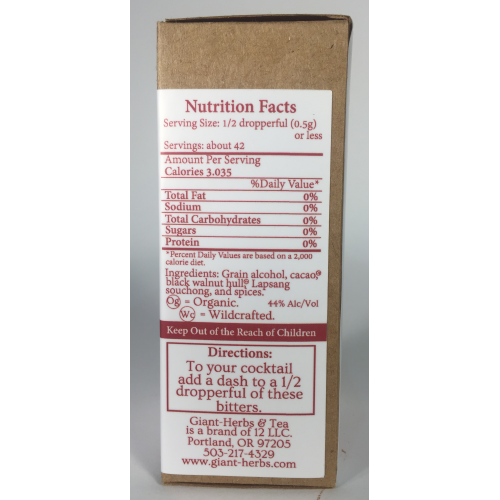 Nutrition Facts
Serving Size: 1/2 dropperful (0.5g)
or less
Servings: about 42
Amount Per Serving
Calories 3.035
%Daily Value*
Total Fat 0%
Sodium 0%
Total Carbohydrates 0%
Sugars 0%
Protein 0%
*Percent Daily Values are based on a 2,000
calorie diet.
Ingredients: Grain alcohol, cacao,
black walnut hull, Lapsang
souchong, and spices.
Og = Organic. 44% Alc/Vol
Wc = Wildcrafted.
Keep Out of the Reach of Children
Directions:
To your cocktail
add a dash to a 1/2
dropperful of these
bitters.
Giant-Herbs & Tea
is a brand of 12 LLC.
Portland, OR 97205
503-217-4329
www.giant-herbs.com